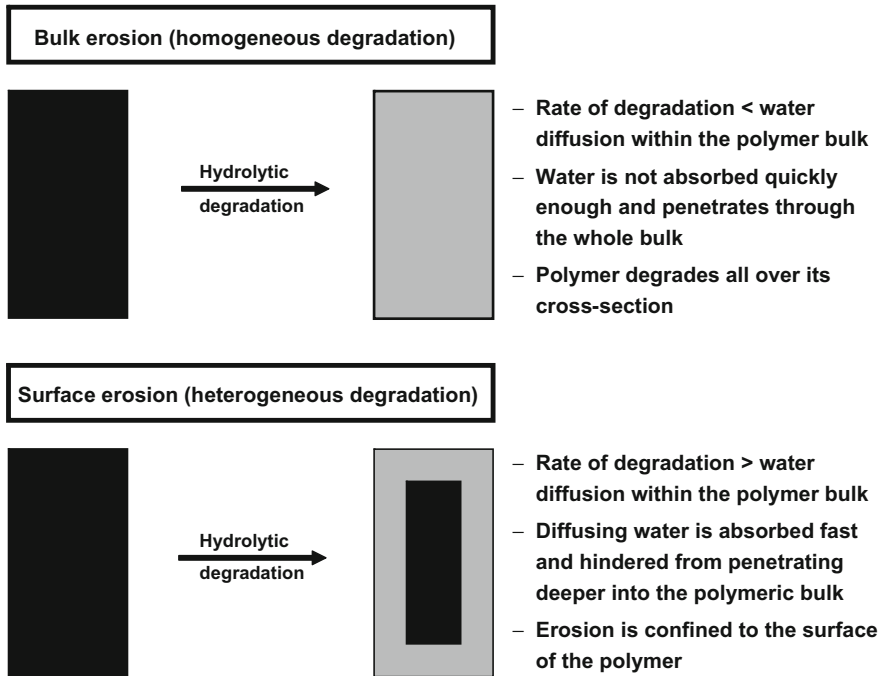 Bulk erosion (homogeneous degradation)
Hydrolytic
degradation
– Rate of degradation < water
diffusion within the polymer bulk
– Water is not absorbed quickly
enough and penetrates through
the whole bulk
– Polymer degrades all over its
cross-section
Surface erosion (heterogeneous degradation)
Hydrolytic
degradation
– Rate of degradation > water
diffusion within the polymer bulk
– Diffusing water is absorbed fast
and hindered from penetrating
deeper into the polymeric bulk
– Erosion is confined to the surface
of the polymer